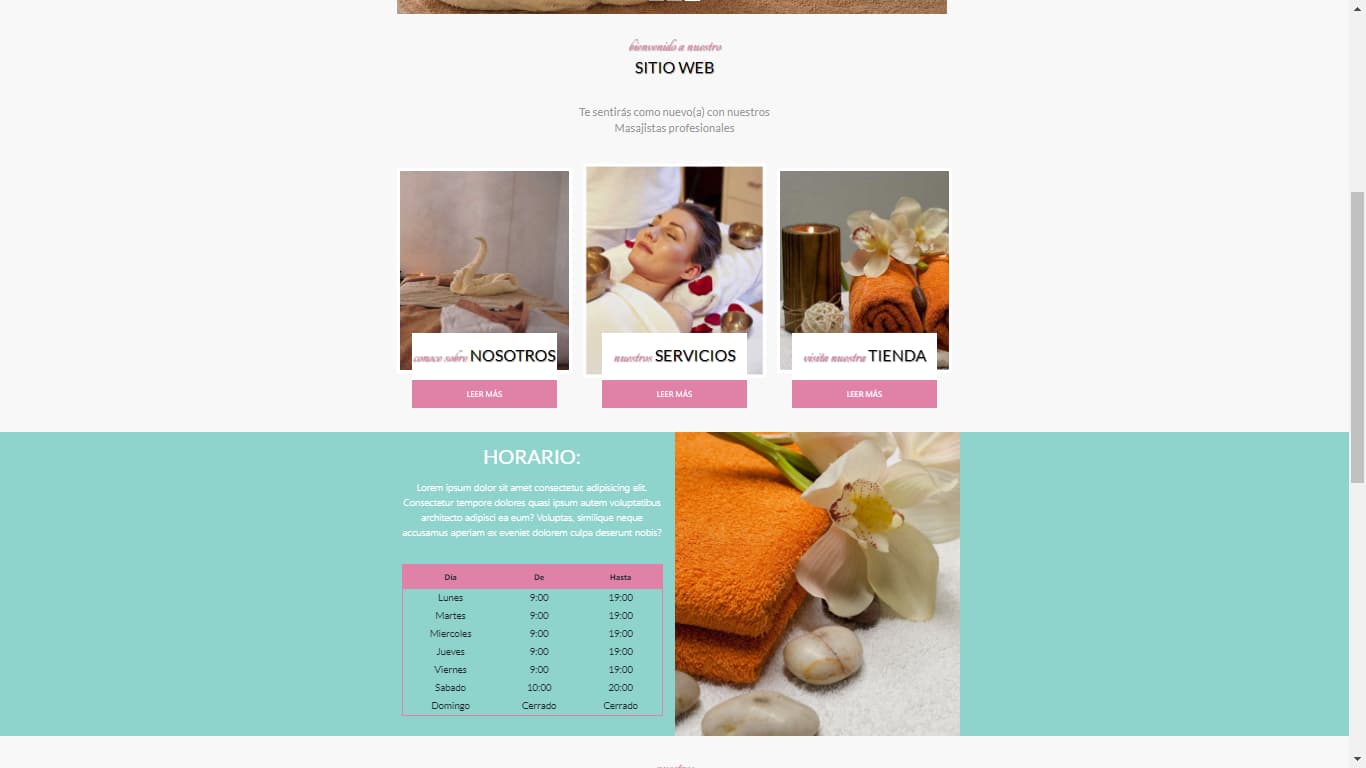 bienvenido a nuestro
SITIO WEB
Te sentirás como nuevo(a) con nuestros
Masajistas profesionales
conoce sobre NOSOTROS
nuestros SERVICIOS
visita nuestra TIENDA
LEER MÁS
LEER MÁS
LEER MÁS
HORARIO:
Lorem ipsum dolor sit amet consectetur, adipisicing elit.
Consectetur tempore dolores quasi ipsum autem voluptatibus
architecto adipisci ea eum? Voluptas, similique neque
accusamus aperiam ex eveniet dolorem culpa deserunt nobis?
Dia De Hasta
Lunes 9:00 19:00
Martes 9:00 19:00
Miercoles 9:00 19:00
Jueves 9:00 19:00
Viernes 9:00 19:00
Sabado 10:00 20:00
Domingo Cerrado Cerrado